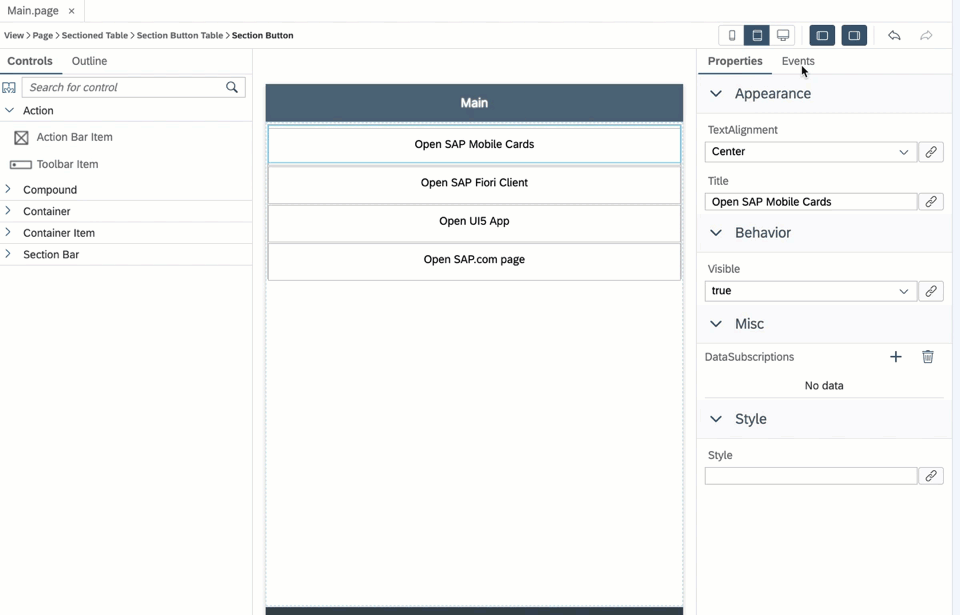 Main.page ×
View > Page > Sectioned Table > Section Button Table > Section Button
Controls
Outline
Search for control
Action
Action Bar Item
Toolbar Item
Compound
Container
Container Item
Section Bar
Main
Open SAP Mobile Cards
Open SAP Fiori Client
Open UI5 App
Open SAP.com page
Properties
Events
Appearance
TextAlignment
Center
Title
Open SAP Mobile Cards
Behavior
Visible
true
Misc
DataSubscriptions
No data
Style
Style